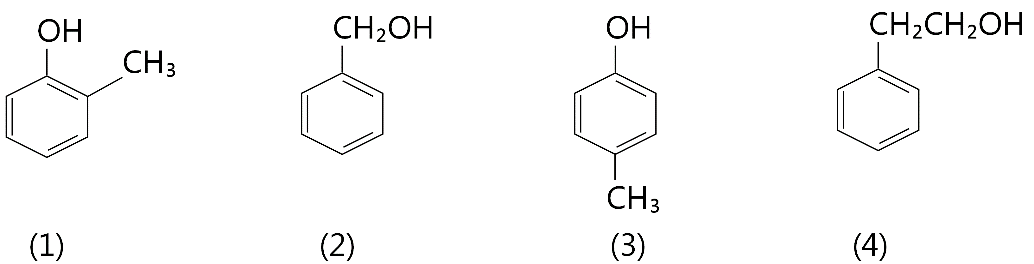 OH
CH₃
(1)
CH₂OH
(2)
OH
CH₃
(3)
CH₂CH₂OH
(4)